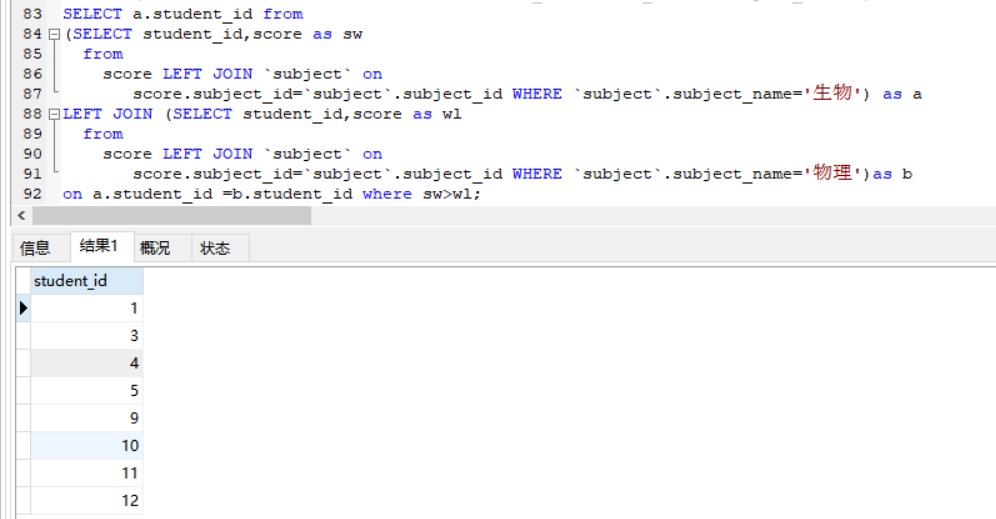 83 SELECT a.student_id from
84 (SELECT student_id,score as sw
85 from
86 score LEFT JOIN `subject` on
87 score.subject_id=`subject`.subject_id WHERE `subject`.subject_name='生物') as a
88 LEFT JOIN (SELECT student_id,score as wl
89 from
90 score LEFT JOIN `subject` on
91 score.subject_id=`subject`.subject_id WHERE `subject`.subject_name='物理')as b
92 on a.student_id =b.student_id where sw>wl;
信息 结果1 概况 状态
student_id
1
3
4
5
9
10
11
12